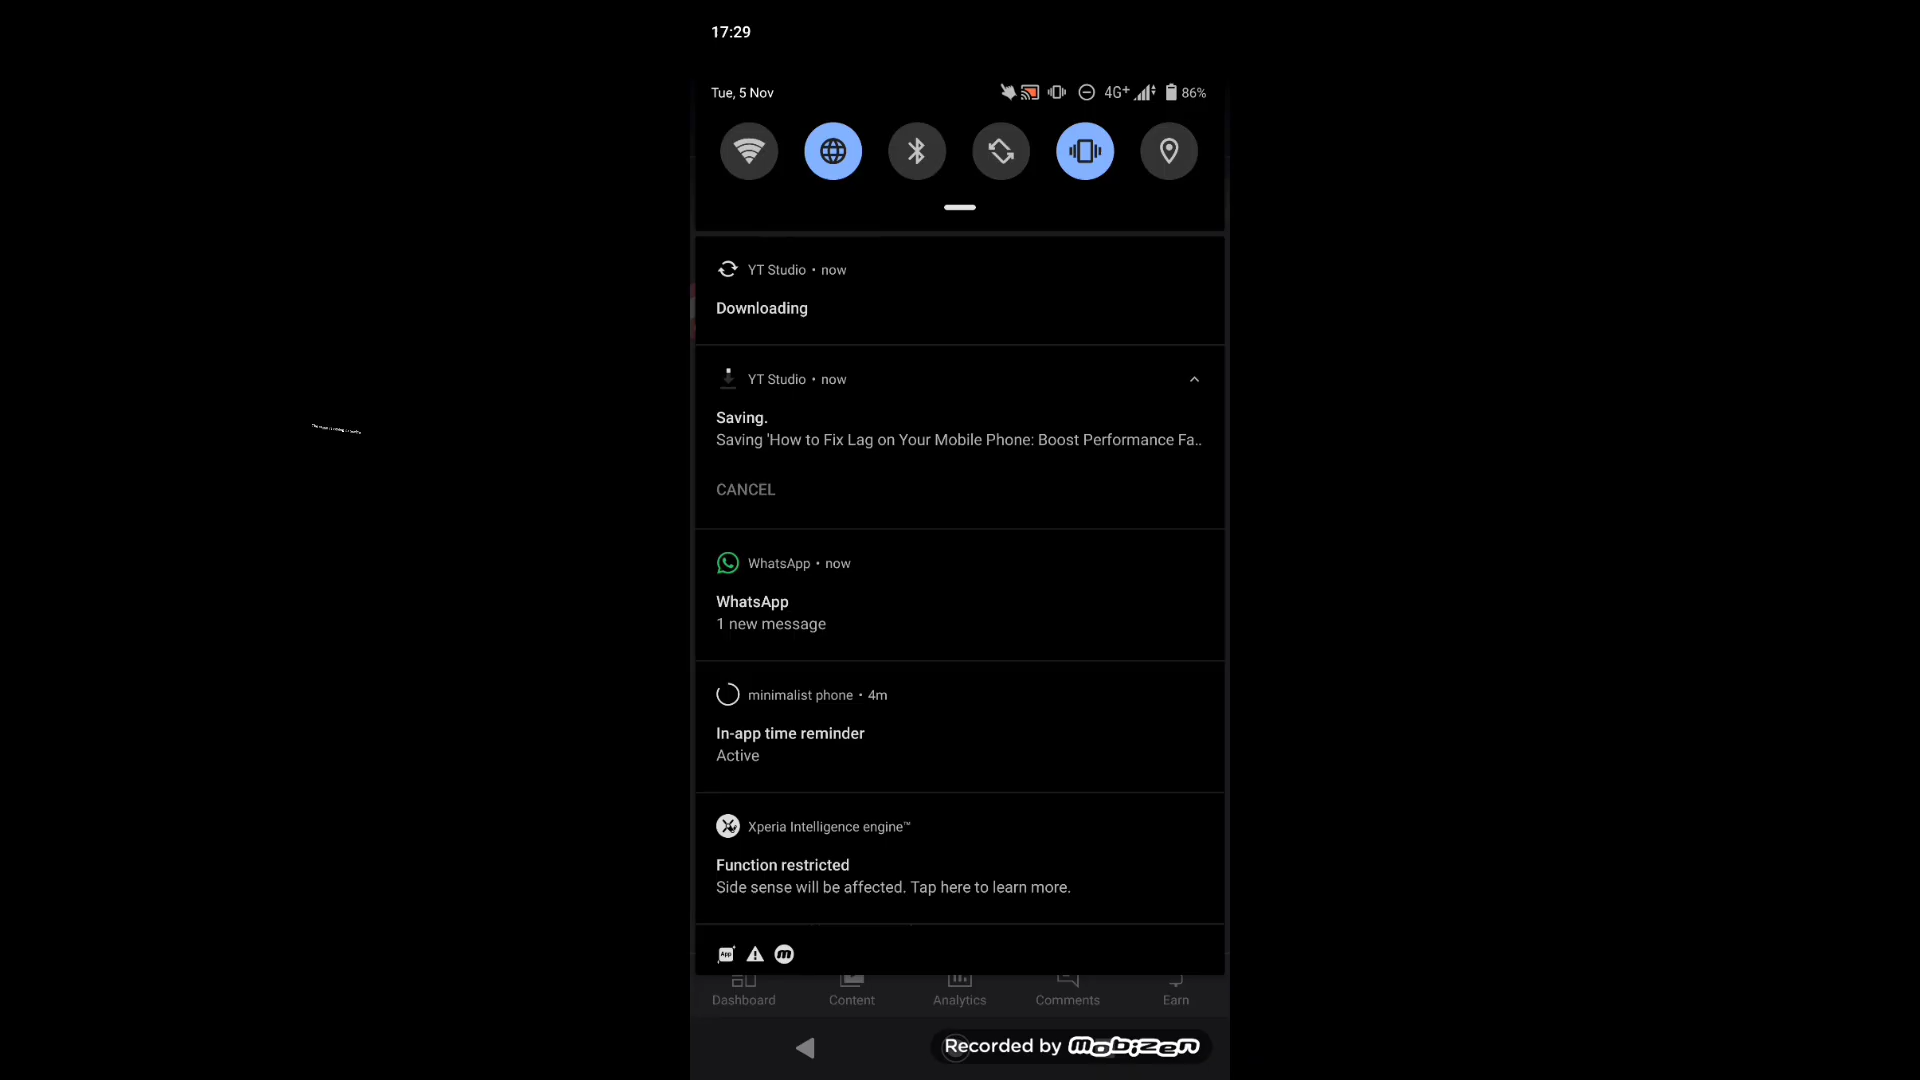 17:29
Tue, 5 Nov
4G+
86%
YT Studio • now
Downloading
YT Studio • now
Saving.
Saving 'How to Fix Lag on Your Mobile Phone: Boost Performance Fa..
CANCEL
WhatsApp • now
WhatsApp
1 new message
minimalist phone • 4m
In-app time reminder
Active
Xperia Intelligence engine™
Function restricted
Side sense will be affected. Tap here to learn more.
App
Dashboard
Content
Analytics
Comments
Earn
Recorded by Mobizen